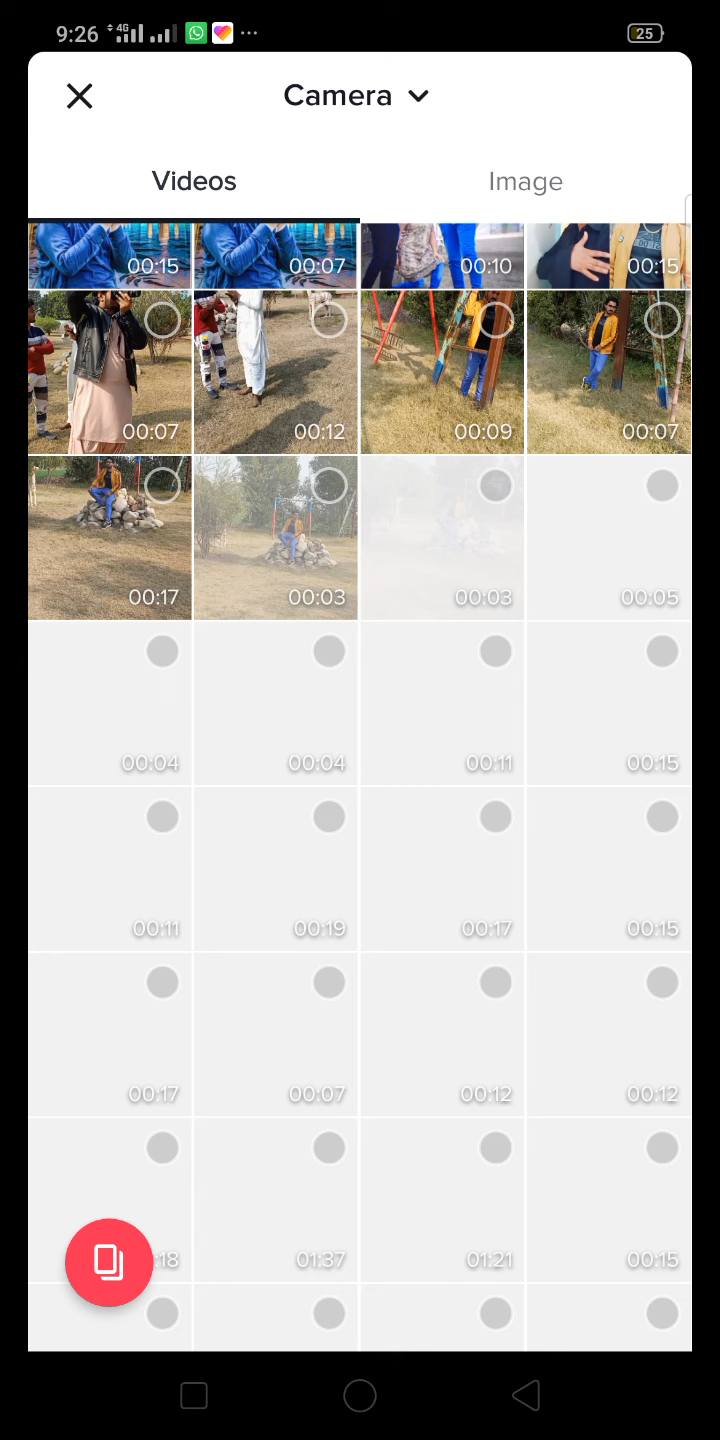 9:26 4G 25
Camera
Videos Image
00:15 00:07 00:10 00:15
00:07 00:12 00:09 00:07
00:17 00:03 00:03 00:05
00:04 00:04 00:11 00:15
00:11 00:19 00:17 00:15
00:17 00:07 00:12 00:12
:18 01:37 01:21 00:15